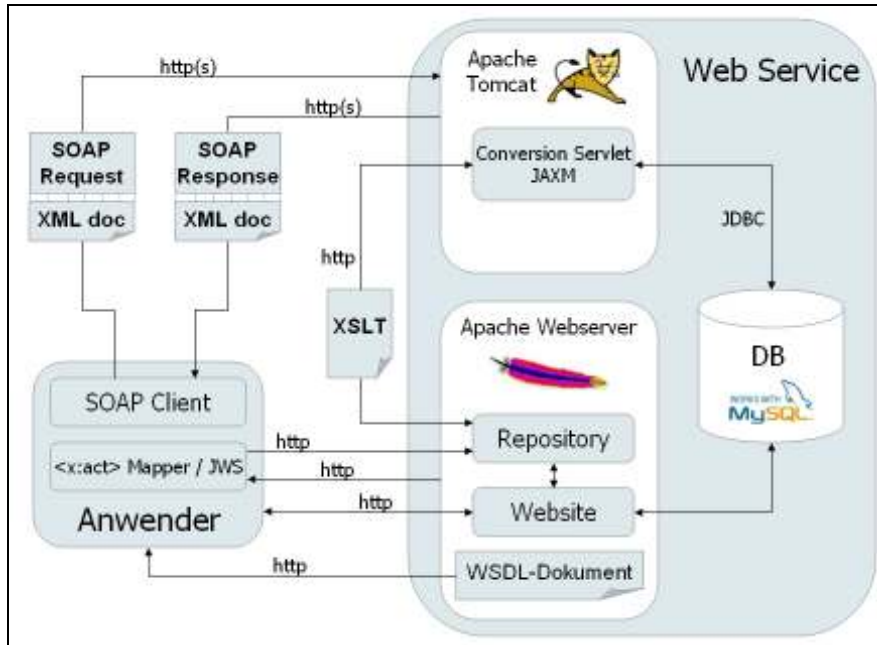 Web Service
Apache
Tomcat
http(s)
http(s)
SOAP
Request
XML doc
SOAP
Response
XML doc
Conversion Servlet
JAXM
JDBC
http
XSLT
Apache Webserver
DB
WORKS WITH
MySQL
SOAP Client
Repository
http
<x:act> Mapper / JWS
http
Anwender
http
Website
http
WSDL-Dokument